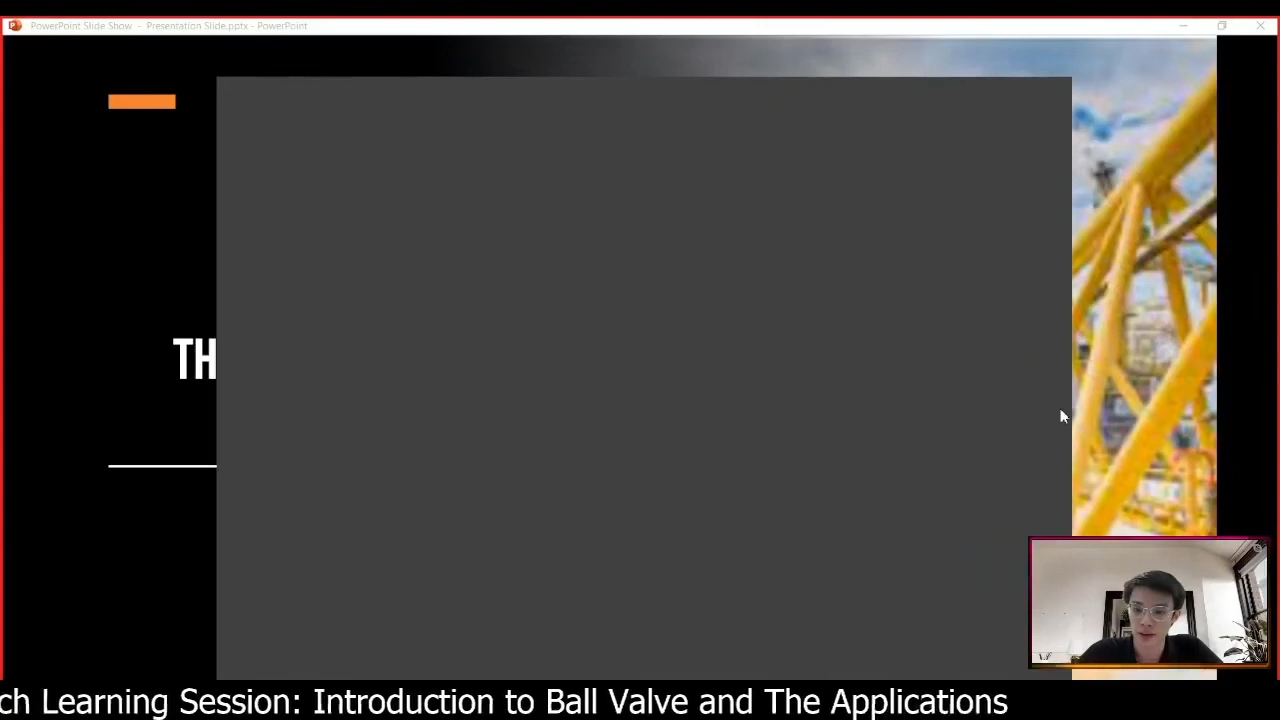 PowerPoint Slide Show - Presentation Slide.pptx - PowerPoint
TH
ch Learning Session: Introduction to Ball Valve and The Applications